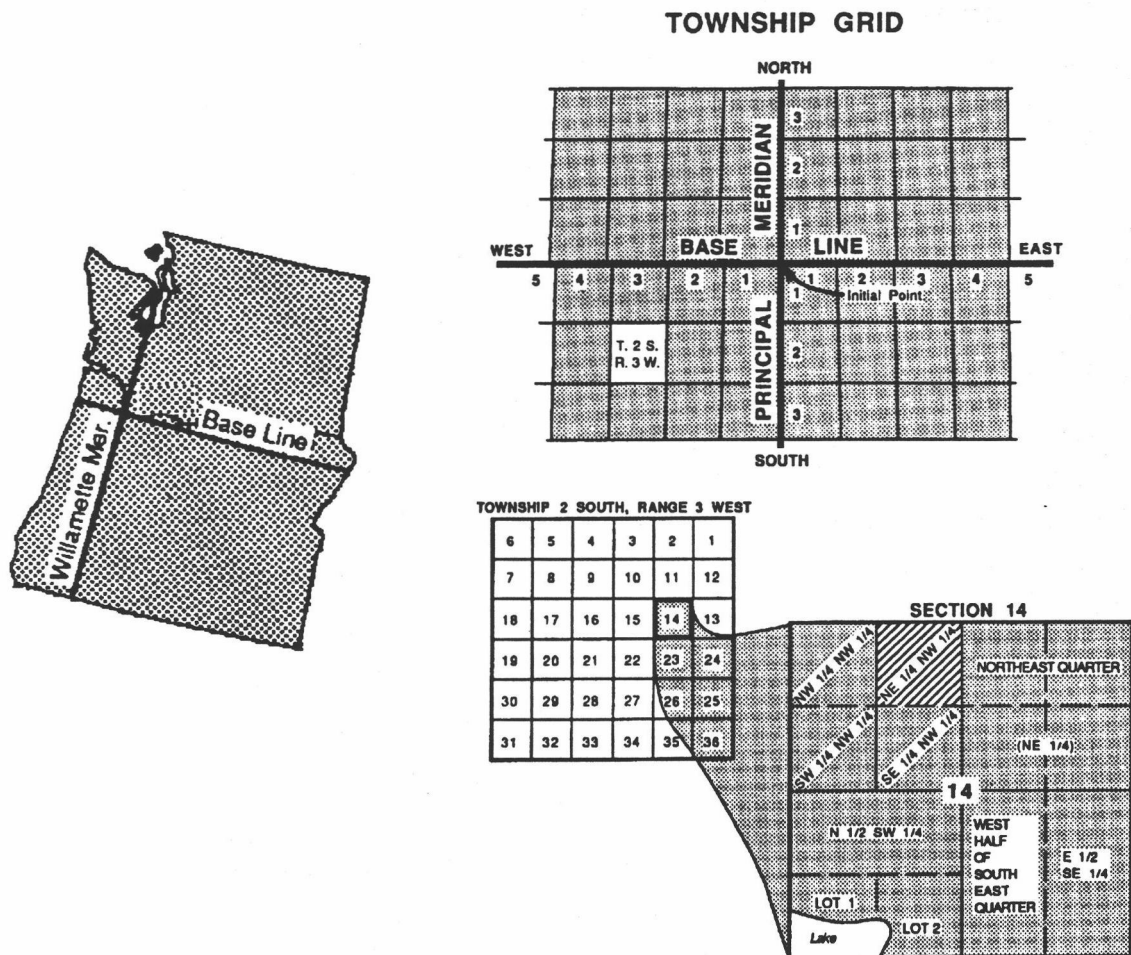 TOWNSHIP GRID
NORTH
3
2
1
PRINCIPAL MERIDIAN
WEST
BASE LINE
EAST
5 4 3 2 1 1 2 3 4 5
1
Initial Point
T. 2 S.
R. 3 W.
2
3
SOUTH
Willamette Mer.
Base Line
TOWNSHIP 2 SOUTH, RANGE 3 WEST
6 5 4 3 2 1
7 8 9 10 11 12
18 17 16 15 14 13
19 20 21 22 23 24
30 29 28 27 26 25
31 32 33 34 35 36
SECTION 14
NW 1/4 NW 1/4
NE 1/4 NW 1/4
NORTHEAST QUARTER
SW 1/4 NW 1/4
SE 1/4 NW 1/4
(NE 1/4)
14
N 1/2 SW 1/4
WEST
HALF
OF
SOUTH
EAST
QUARTER
E 1/2
SE 1/4
LOT 1
LOT 2
Lake